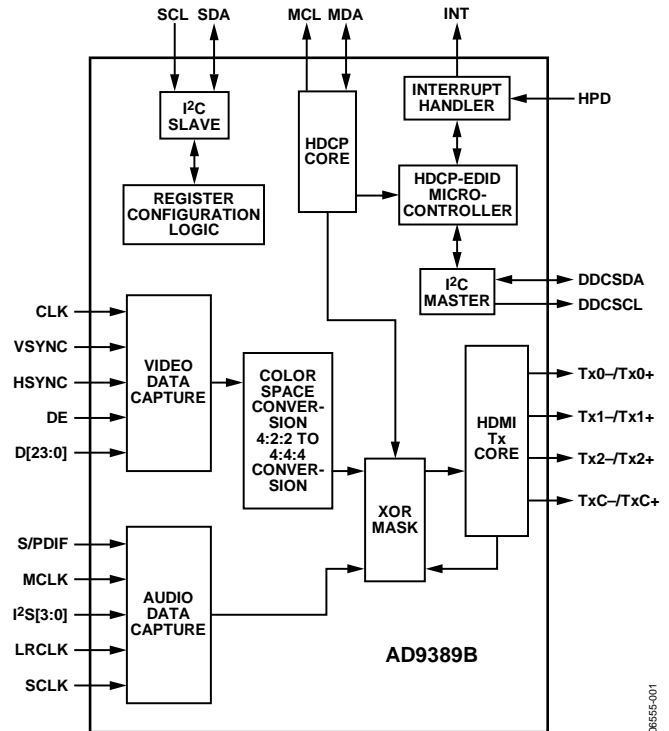 SCL SDA MCL MDA INT
I²C
SLAVE
REGISTER
CONFIGURATION
LOGIC
HDCP
CORE
INTERRUPT
HANDLER
HPD
HDCP-EDID
MICRO-
CONTROLLER
I²C
MASTER
DDCSDA
DDCSCL
CLK
VSYNC
HSYNC
DE
D[23:0]
VIDEO
DATA
CAPTURE
COLOR
SPACE
CONVER-
SION
4:2:2 TO
4:4:4
CONVER-
SION
XOR
MASK
HDMI
Tx
CORE
Tx0–/Tx0+
Tx1–/Tx1+
Tx2–/Tx2+
TxC–/TxC+
S/PDIF
MCLK
I²S[3:0]
LRCLK
SCLK
AUDIO
DATA
CAPTURE
AD9389B
06555-001